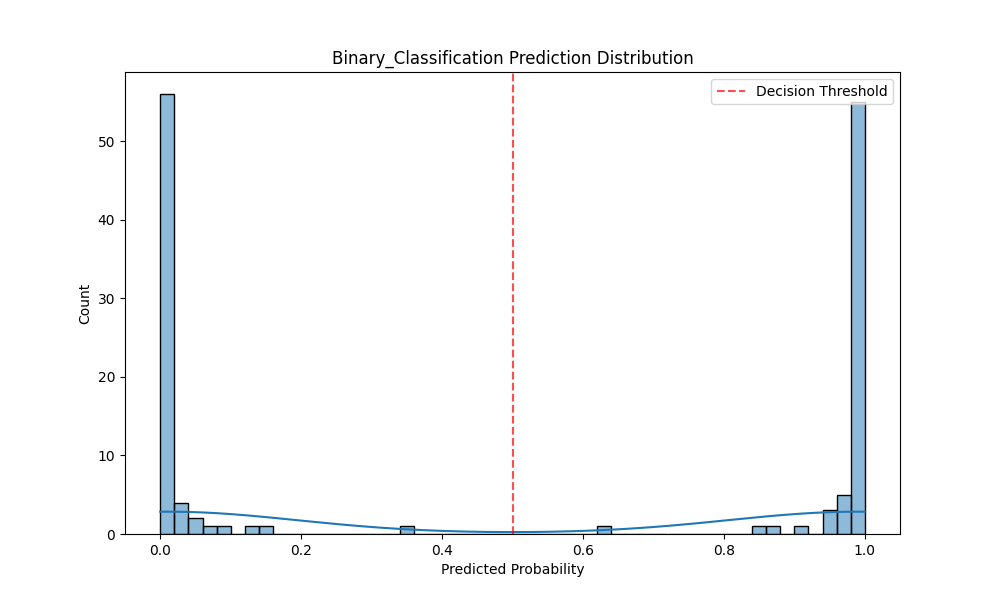 Binary_Classification Prediction Distribution
Decision Threshold
Count
50
40
30
20
10
0
0.0 0.2 0.4 0.6 0.8 1.0
Predicted Probability